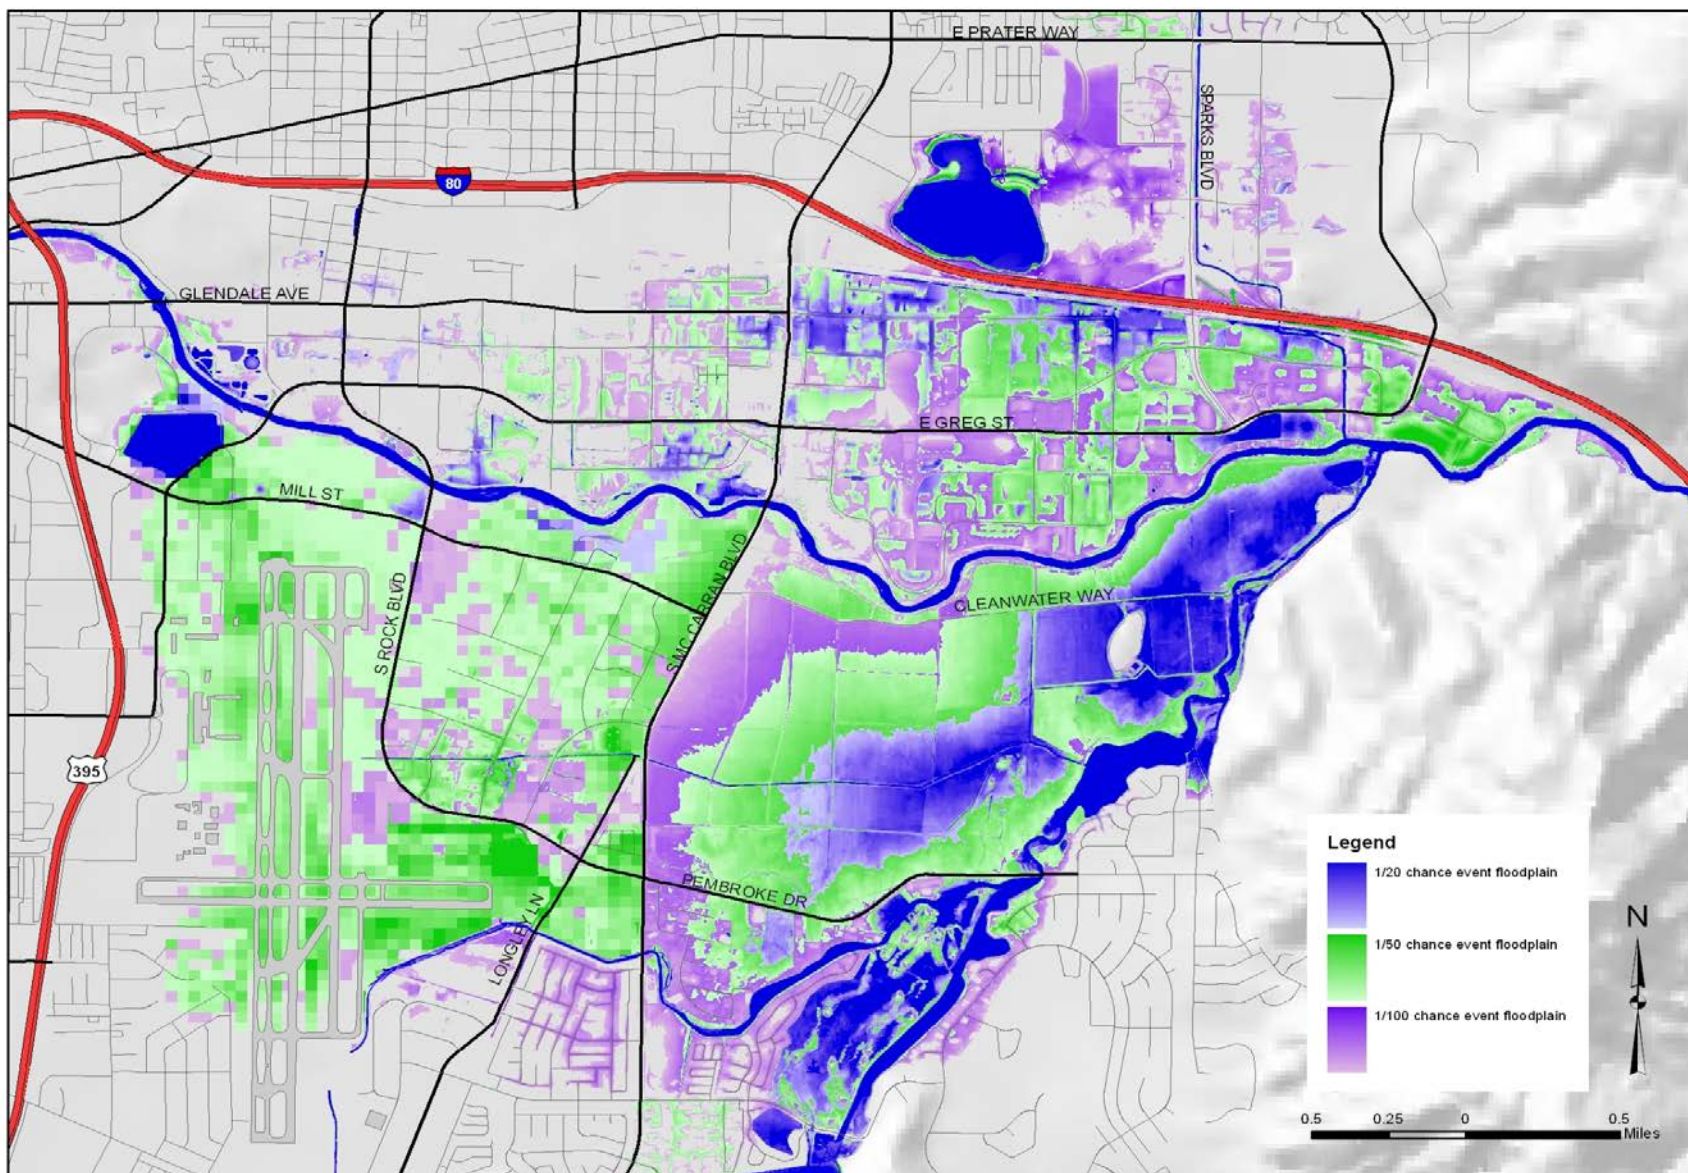 E PRATER WAY
SPARKS BLVD
80
GLENDALE AVE
E GREG ST
MILL ST
S ROCK BLVD
S MC CARRAN BLVD
CLEANWATER WAY
395
PEMBROKE DR
LONGLEY LN
Legend
1/20 chance event floodplain
1/50 chance event floodplain
1/100 chance event floodplain
N
0.5 0.25 0 0.5
Miles